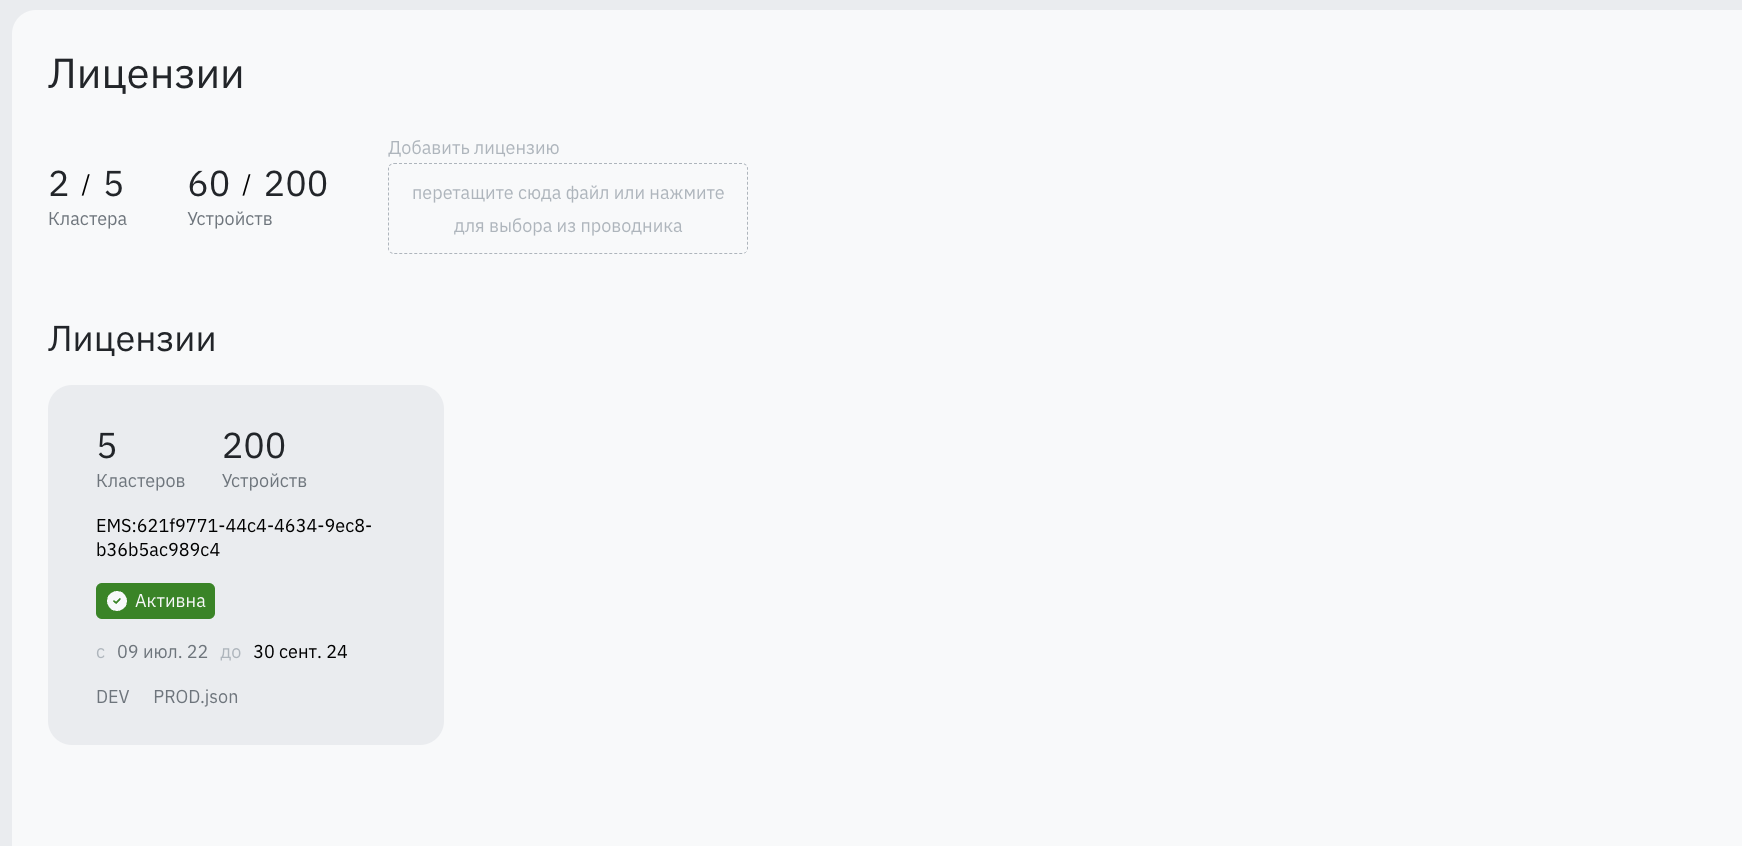 Лицензии
Добавить лицензию
2 / 5
60 / 200
Кластера
Устройств
перетащите сюда файл или нажмите
для выбора из проводника
Лицензии
5
200
Кластеров
Устройств
EMS:621f9771-44c4-4634-9ec8-
b36b5ac989c4
Активна
с 09 июл. 22 до 30 сент. 24
DEV PROD.json